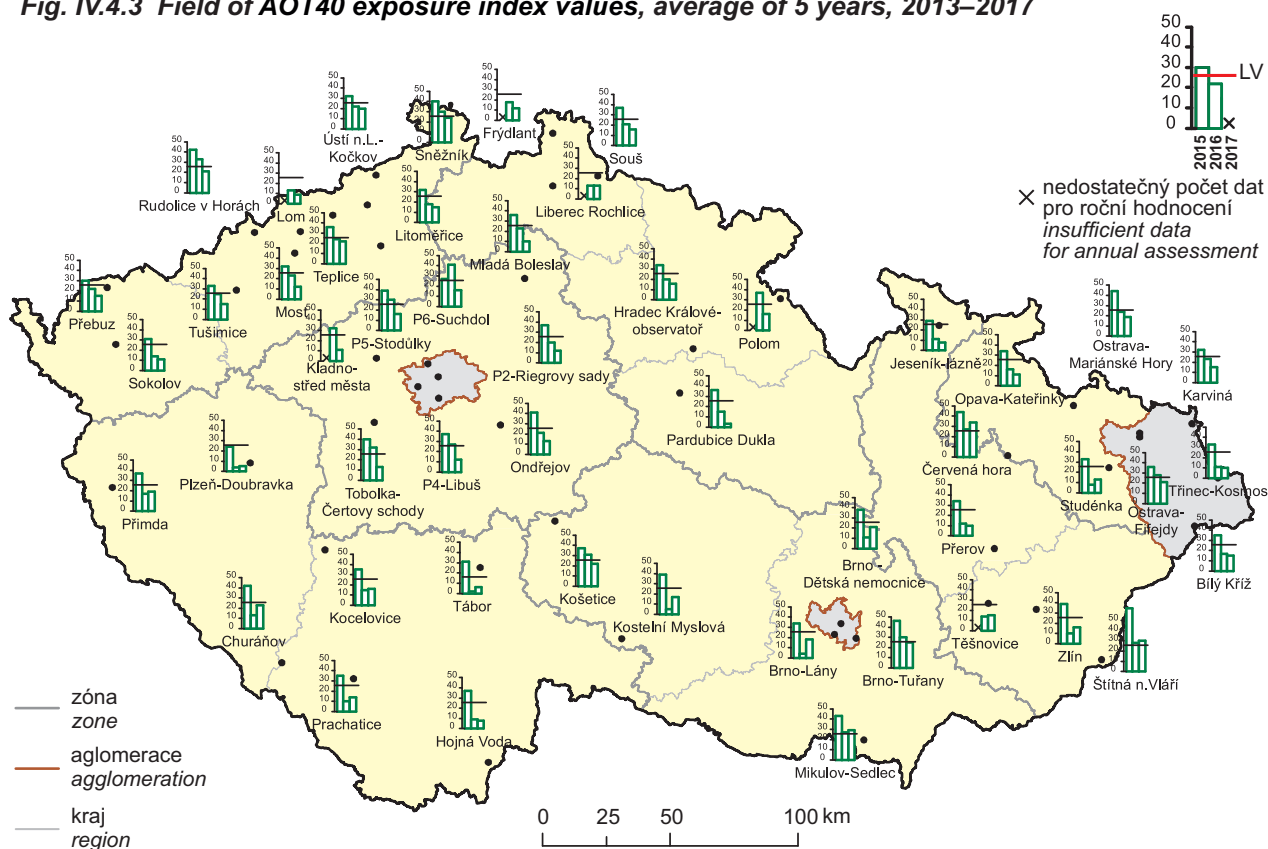 Fig. IV.4.3 Field of AOT40 exposure index values, average of 5 years, 2013–2017
50
40
30
20
10
0
LV
2015
2016
2017
× nedostatečný počet dat
pro roční hodnocení
insufficient data
for annual assessment
Ústí n.L.-
Kočkov
Sněžník
Frýdlant
Souš
Rudolice v Horách
Lom
Liberec Rochlice
Litoměřice
Teplice
Mladá Boleslav
Přebuz
Tušimice
Most
P6-Suchdol
Hradec Králové-
observatoř
Polom
Sokolov
P5-Stodůlky
Kladno-
střed města
P2-Riegrovy sady
Jeseník-lázně
Ostrava-
Mariánské Hory
Karviná
Opava-Kateřinky
Pardubice Dukla
Plzeň-Doubravka
Přimda
Tobolka-
Čertovy schody
P4-Libuš
Ondřejov
Červená hora
Studénka
Ostrava-
Fifejdy
Třinec-Kosmos
Přerov
Bílý Kříž
Brno -
Dětská nemocnice
Churáňov
Kocelovice
Tábor
Košetice
Kostelní Myslová
Brno-Lány
Brno-Tuřany
Těšnovice
Zlín
Štítná n.Vláří
Prachatice
Hojná Voda
Mikulov-Sedlec
zóna
zone
aglomerace
agglomeration
kraj
region
0 25 50 100 km